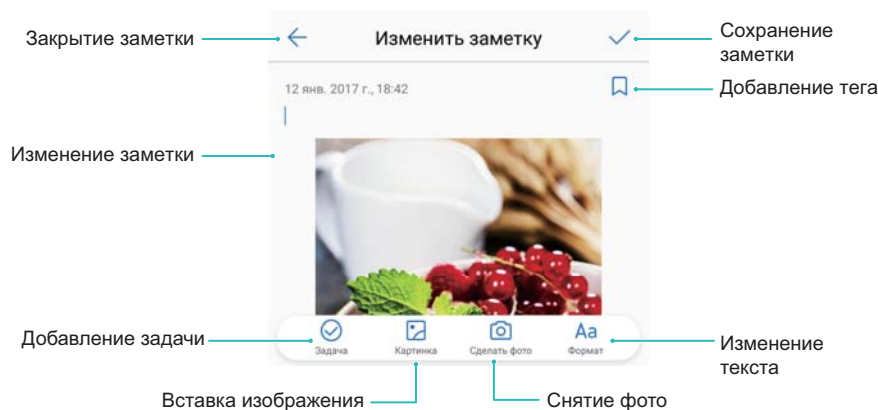 Закрытие заметки
Изменить заметку
Сохранение
заметки
12 янв. 2017 г., 18:42
Добавление тега
Изменение заметки
Добавление задачи
Задача
Картинка
Сделать фото
Aa
Формат
Изменение
текста
Вставка изображения
Снятие фото